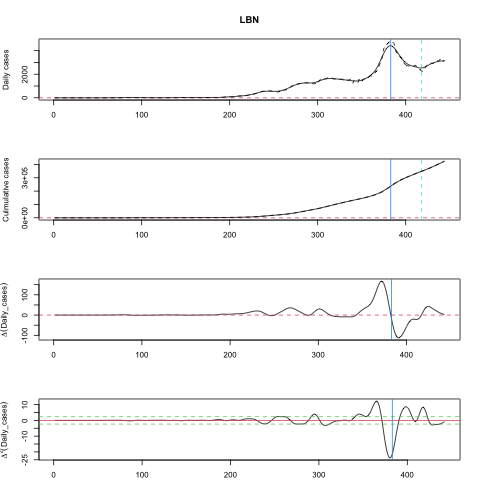 LBN
Daily cases
2000
0
0 100 200 300 400
Culmulative cases
3e+05
0e+00
0 100 200 300 400
Δ(Daily_cases)
100
0
-100
0 100 200 300 400
Δ²(Daily_cases)
10
0
-10
-25
0 100 200 300 400